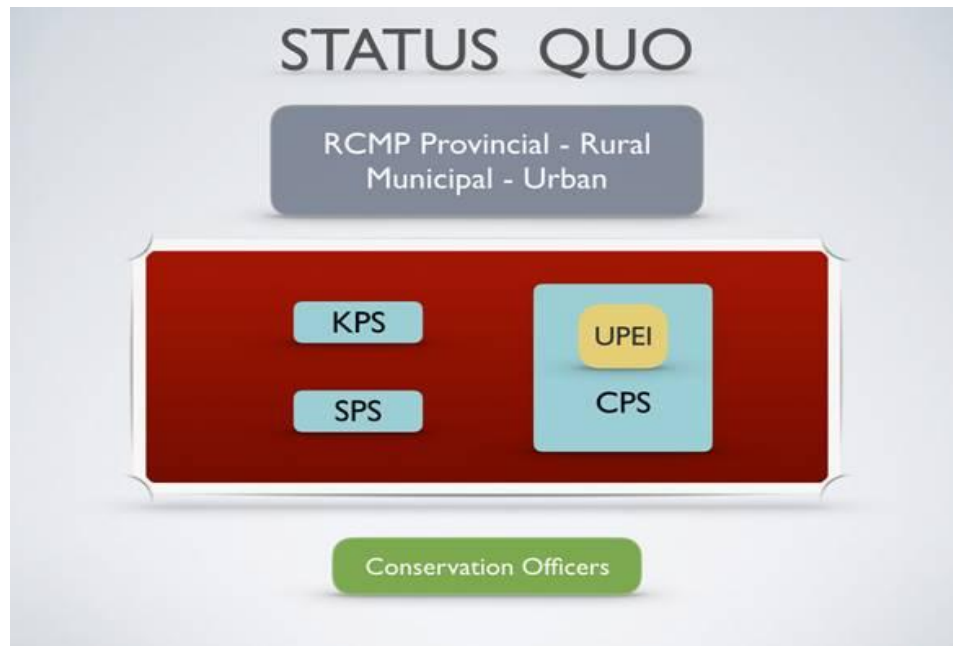 STATUS QUO
RCMP Provincial - Rural
Municipal - Urban
KPS
SPS
UPEI
CPS
Conservation Officers